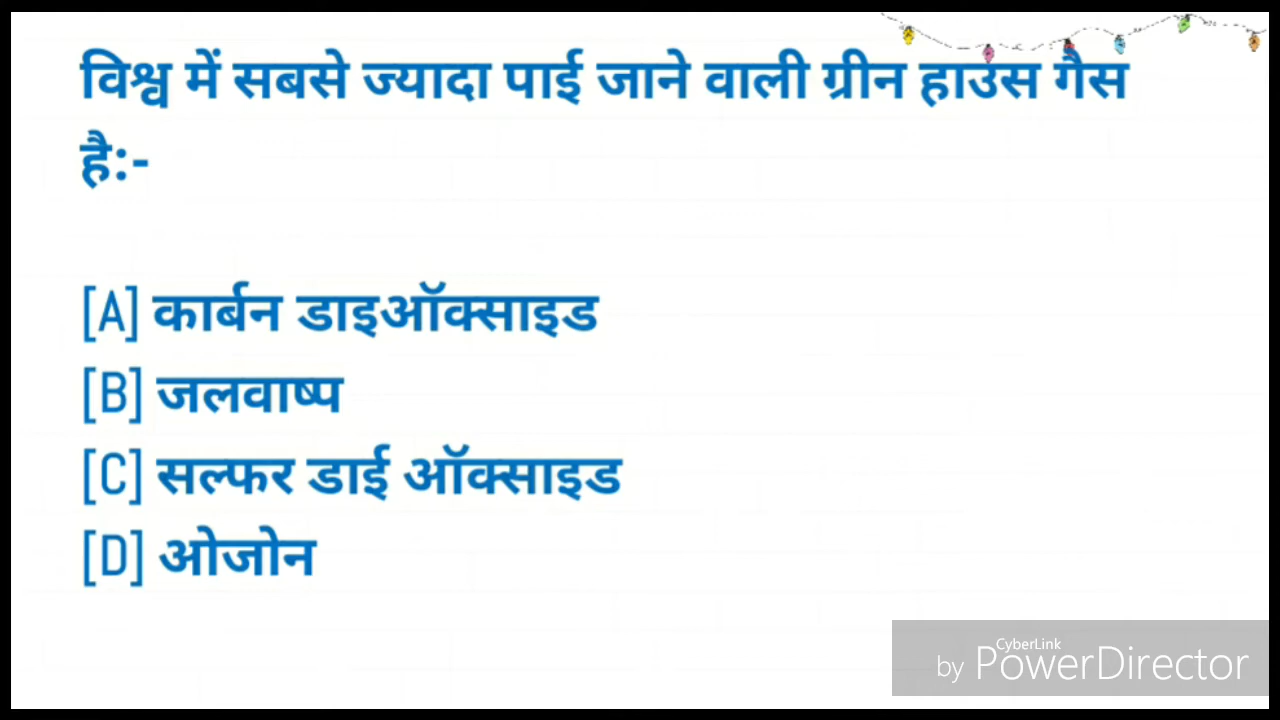 विश्व में सबसे ज्यादा पाई जाने वाली ग्रीन हाउस गैस
है:-
[A] कार्बन डाइऑक्साइड
[B] जलवाष्प
[C] सल्फर डाई ऑक्साइड
[D] ओजोन
CyberLink
by PowerDirector